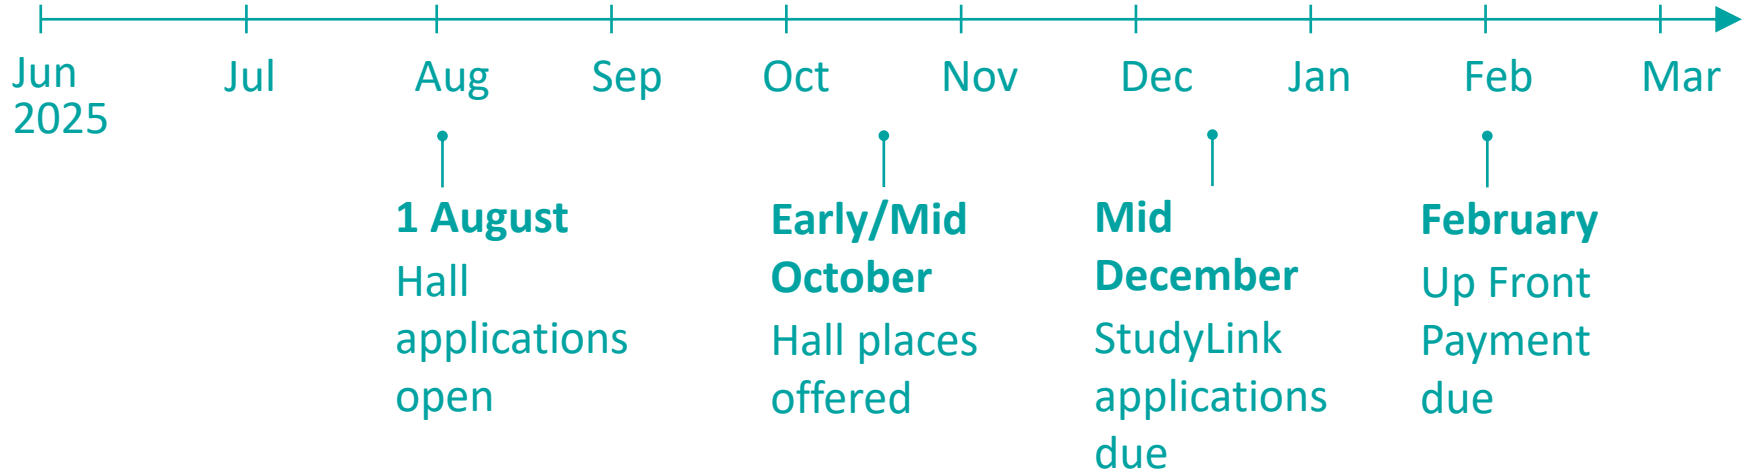 Jun
2025
Jul
Aug
Sep
Oct
Nov
Dec
Jan
Feb
Mar
1 August
Hall
applications
open
Early/Mid
October
Hall places
offered
Mid
December
StudyLink
applications
due
February
Up Front
Payment
due